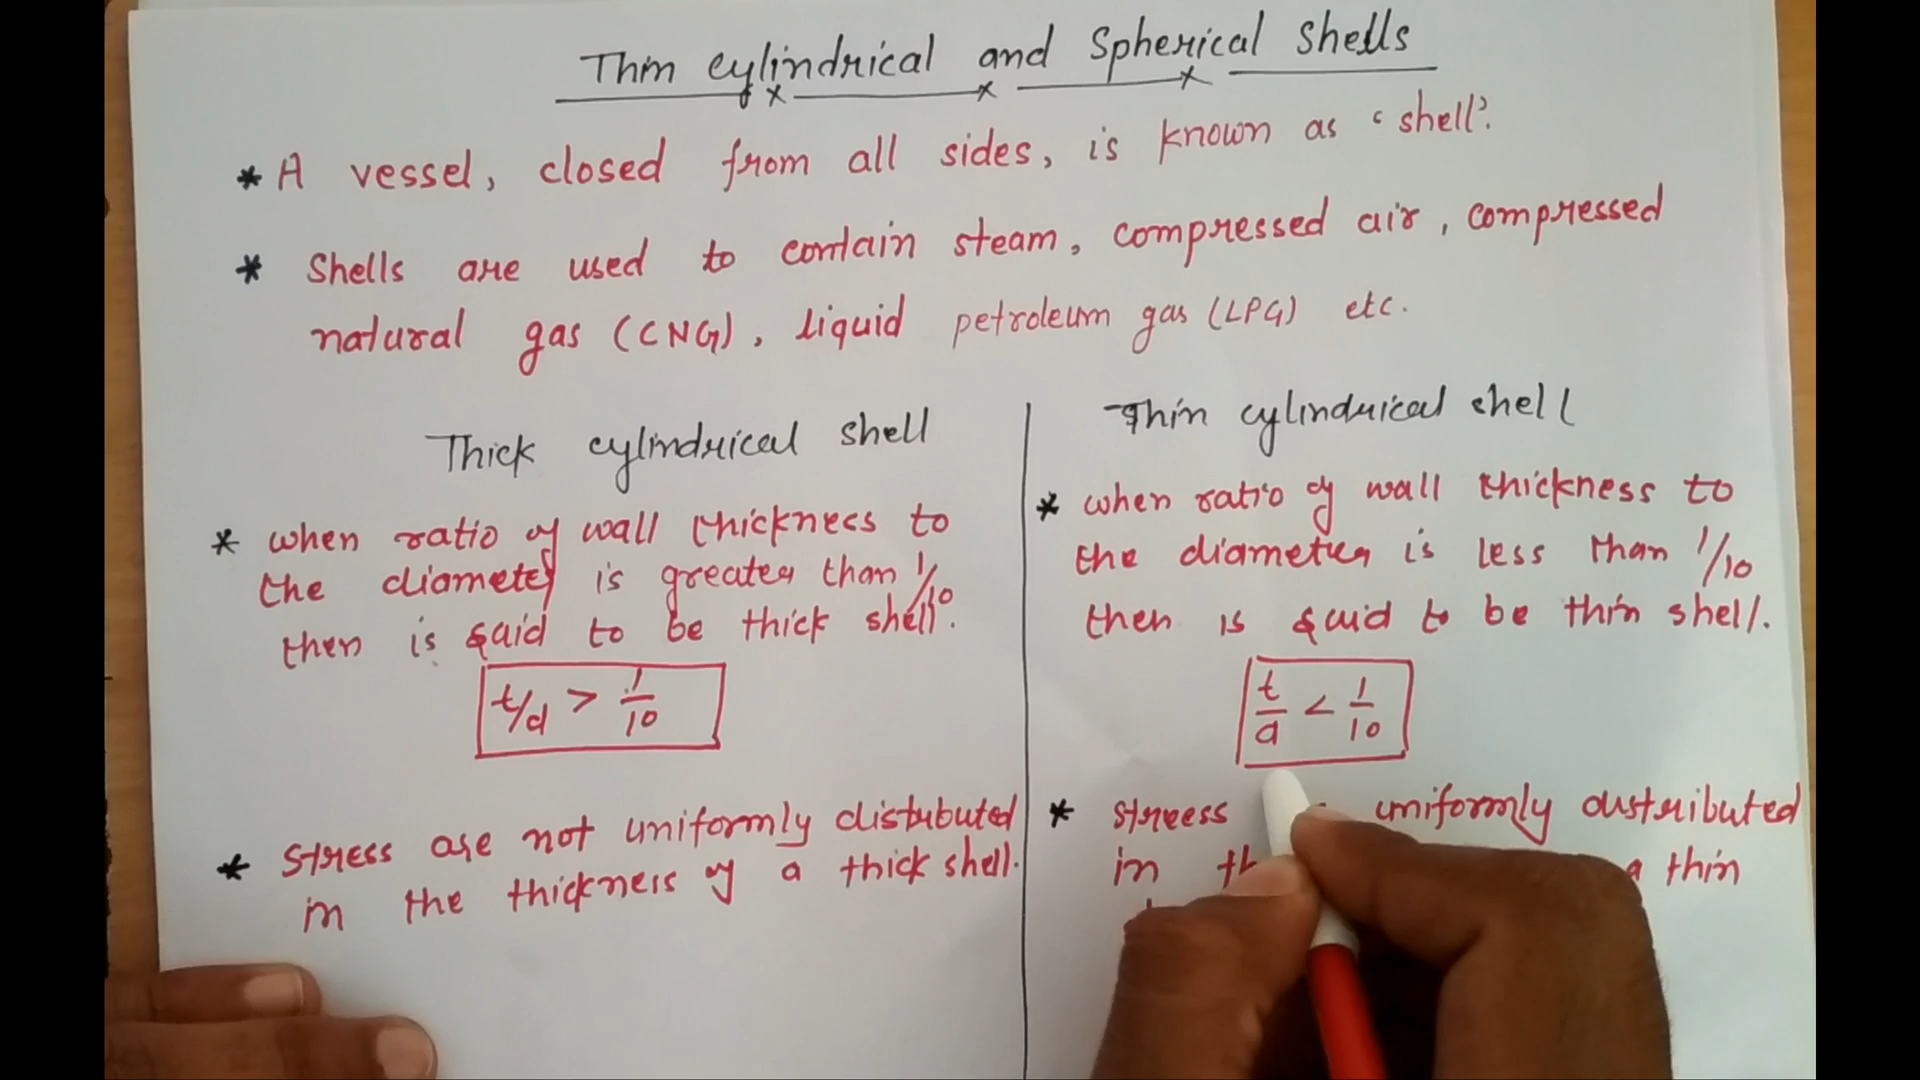 Thin cylindrical and Spherical Shells
* A vessel, closed from all sides, is known as 'shell'.
* Shells are used to contain steam, compressed air, compressed
natural gas (CNG), liquid petroleum gas (LPG) etc.
Thick cylindrical shell
* when ratio of wall thickness to
the diameter is greater than 1/10
then is said to be thick shell.
t/d > 1/10
* Stress are not uniformly distributed
in the thickness of a thick shell.
Thin cylindrical shell
* when ratio of wall thickness to
the diameter is less than 1/10
then is said to be thin shell.
t/d < 1/10
* Stress uniformly distributed
in a thin